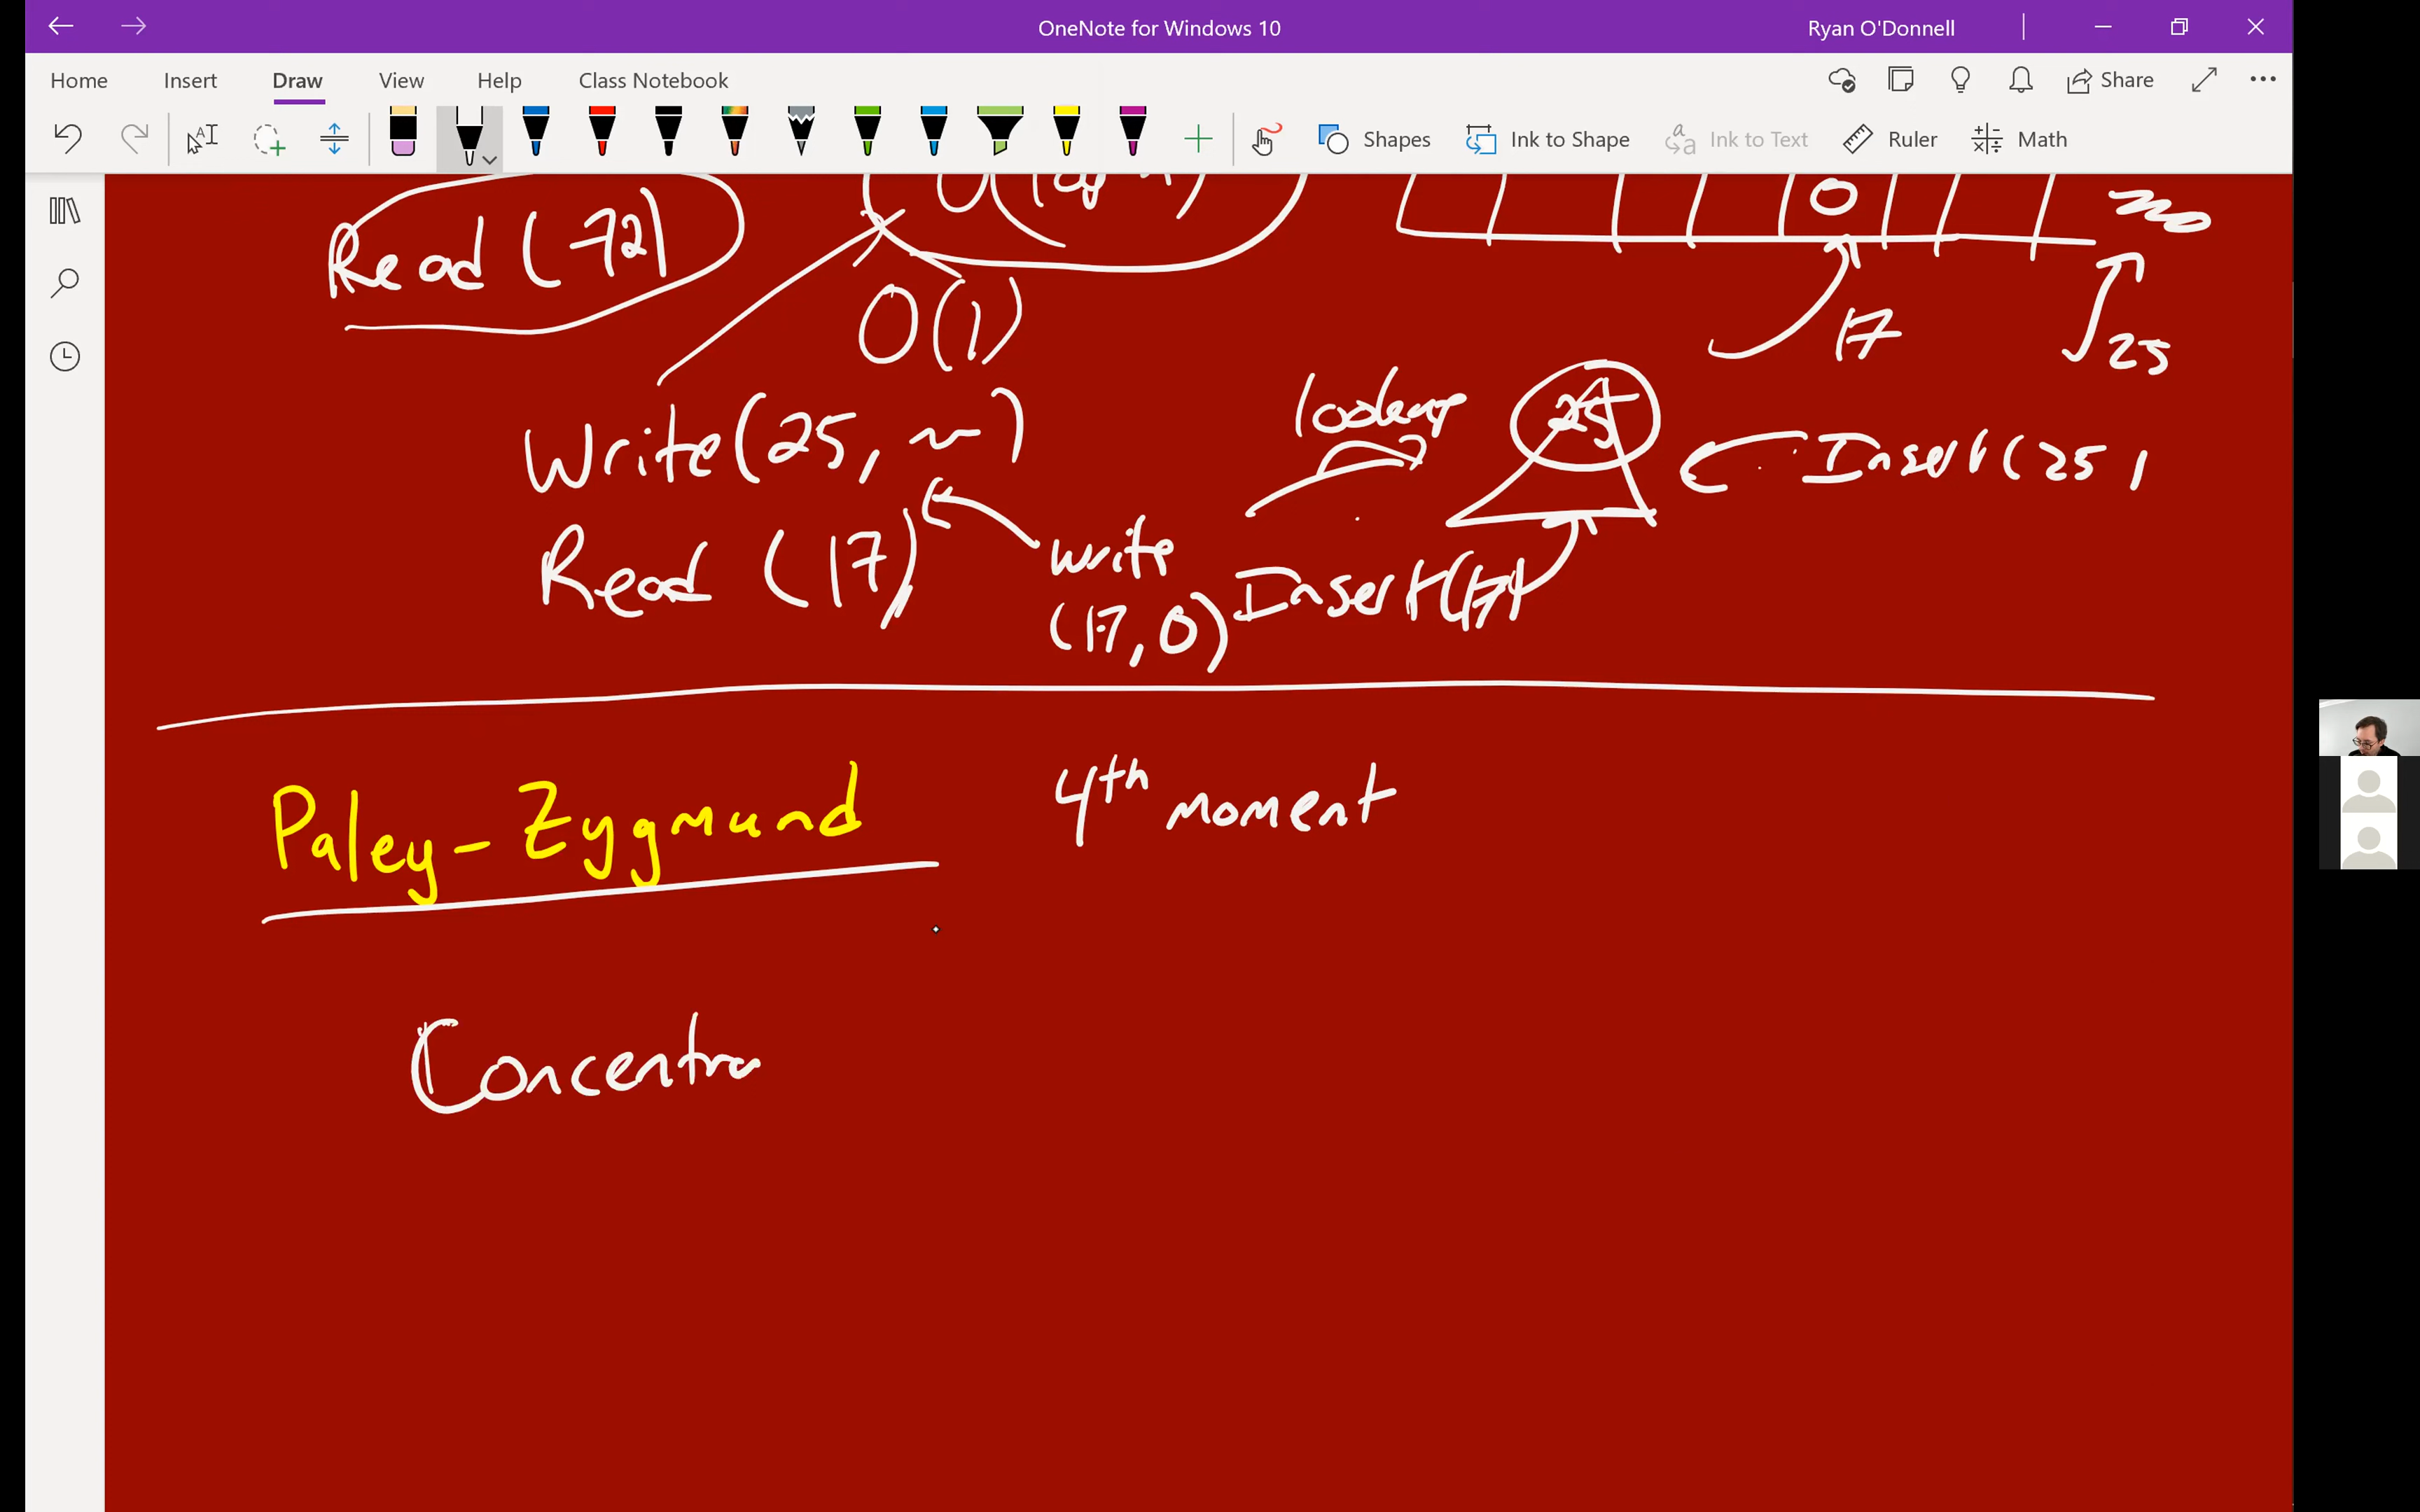 OneNote for Windows 10
Ryan O'Donnell
Home Insert Draw View Help Class Notebook Share
Shapes Ink to Shape Ink to Text Ruler Math
Read (72)
O(1)
0
17
25
Write(25, ~)
lookup
25
Insert(25,
Read (17)
write
(17, 0)
Insert(17)
Paley-Zygmund
4th moment
Concentra